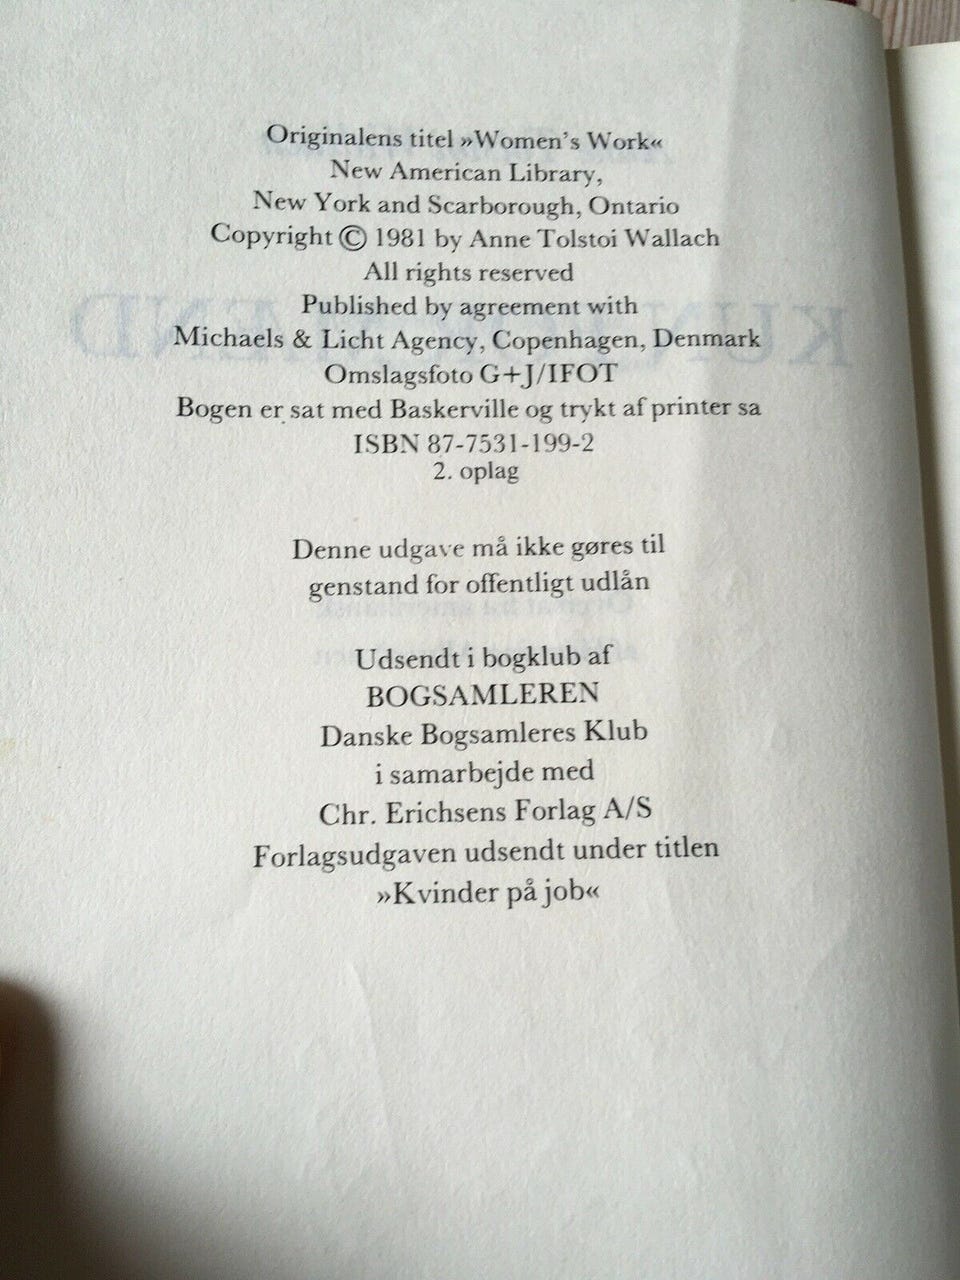 Originalens titel »Women's Work«
New American Library,
New York and Scarborough, Ontario
Copyright © 1981 by Anne Tolstoi Wallach
All rights reserved
Published by agreement with
Michaels & Licht Agency, Copenhagen, Denmark
Omslagsfoto G+J/IFOT
Bogen er sat med Baskerville og trykt af printer sa
ISBN 87-7531-199-2
2. oplag
Denne udgave må ikke gøres til
genstand for offentligt udlån
Udsendt i bogklub af
BOGSAMLEREN
Danske Bogsamleres Klub
i samarbejde med
Chr. Erichsens Forlag A/S
Forlagsudgaven udsendt under titlen
»Kvinder på job«